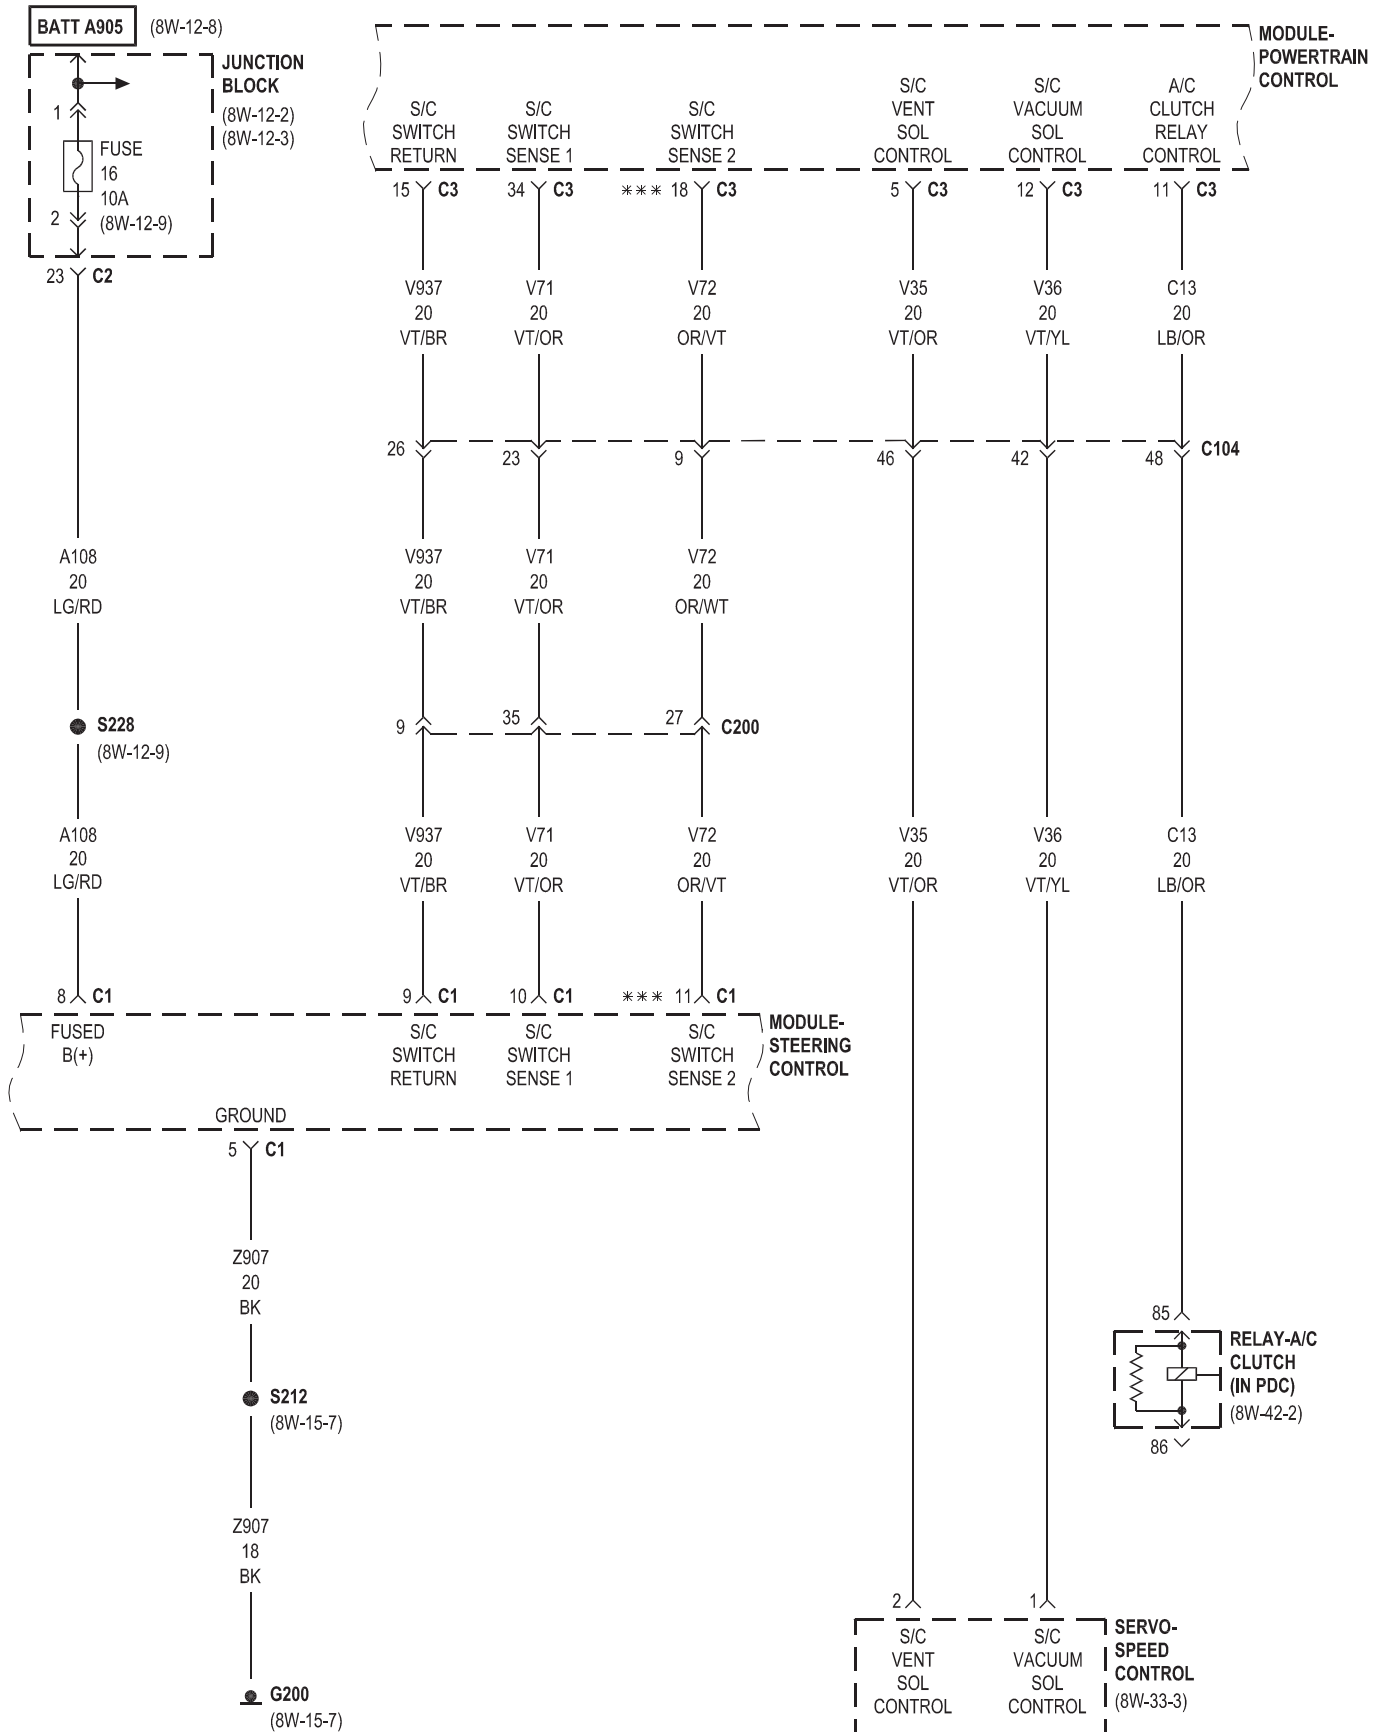 BATT A905 (8W-12-8)
JUNCTION
BLOCK
(8W-12-2)
(8W-12-3)
1
FUSE
16
10A
(8W-12-9)
2
23 C2
MODULE-
POWERTRAIN
CONTROL
S/C
SWITCH
RETURN
S/C
SWITCH
SENSE 1
S/C
SWITCH
SENSE 2
S/C
VENT
SOL
CONTROL
S/C
VACUUM
SOL
CONTROL
A/C
CLUTCH
RELAY
CONTROL
15 C3 34 C3 *** 18 C3 5 C3 12 C3 11 C3
V937 V71 V72 V35 V36 C13
20 20 20 20 20 20
VT/BR VT/OR OR/VT VT/OR VT/YL LB/OR
26 23 9 46 42 48 C104
A108 V937 V71 V72
20 20 20 20
LG/RD VT/BR VT/OR OR/WT
S228
(8W-12-9)
9 35 27 C200
A108 V937 V71 V72 V35 V36 C13
20 20 20 20 20 20 20
LG/RD VT/BR VT/OR OR/VT VT/OR VT/YL LB/OR
8 C1 9 C1 10 C1 *** 11 C1
MODULE-
STEERING
CONTROL
FUSED
B(+)
S/C
SWITCH
RETURN
S/C
SWITCH
SENSE 1
S/C
SWITCH
SENSE 2
GROUND
5 C1
Z907
20
BK
S212
(8W-15-7)
Z907
18
BK
G200
(8W-15-7)
85
RELAY-A/C
CLUTCH
(IN PDC)
(8W-42-2)
86
2 1
S/C
VENT
SOL
CONTROL
S/C
VACUUM
SOL
CONTROL
SERVO-
SPEED
CONTROL
(8W-33-3)